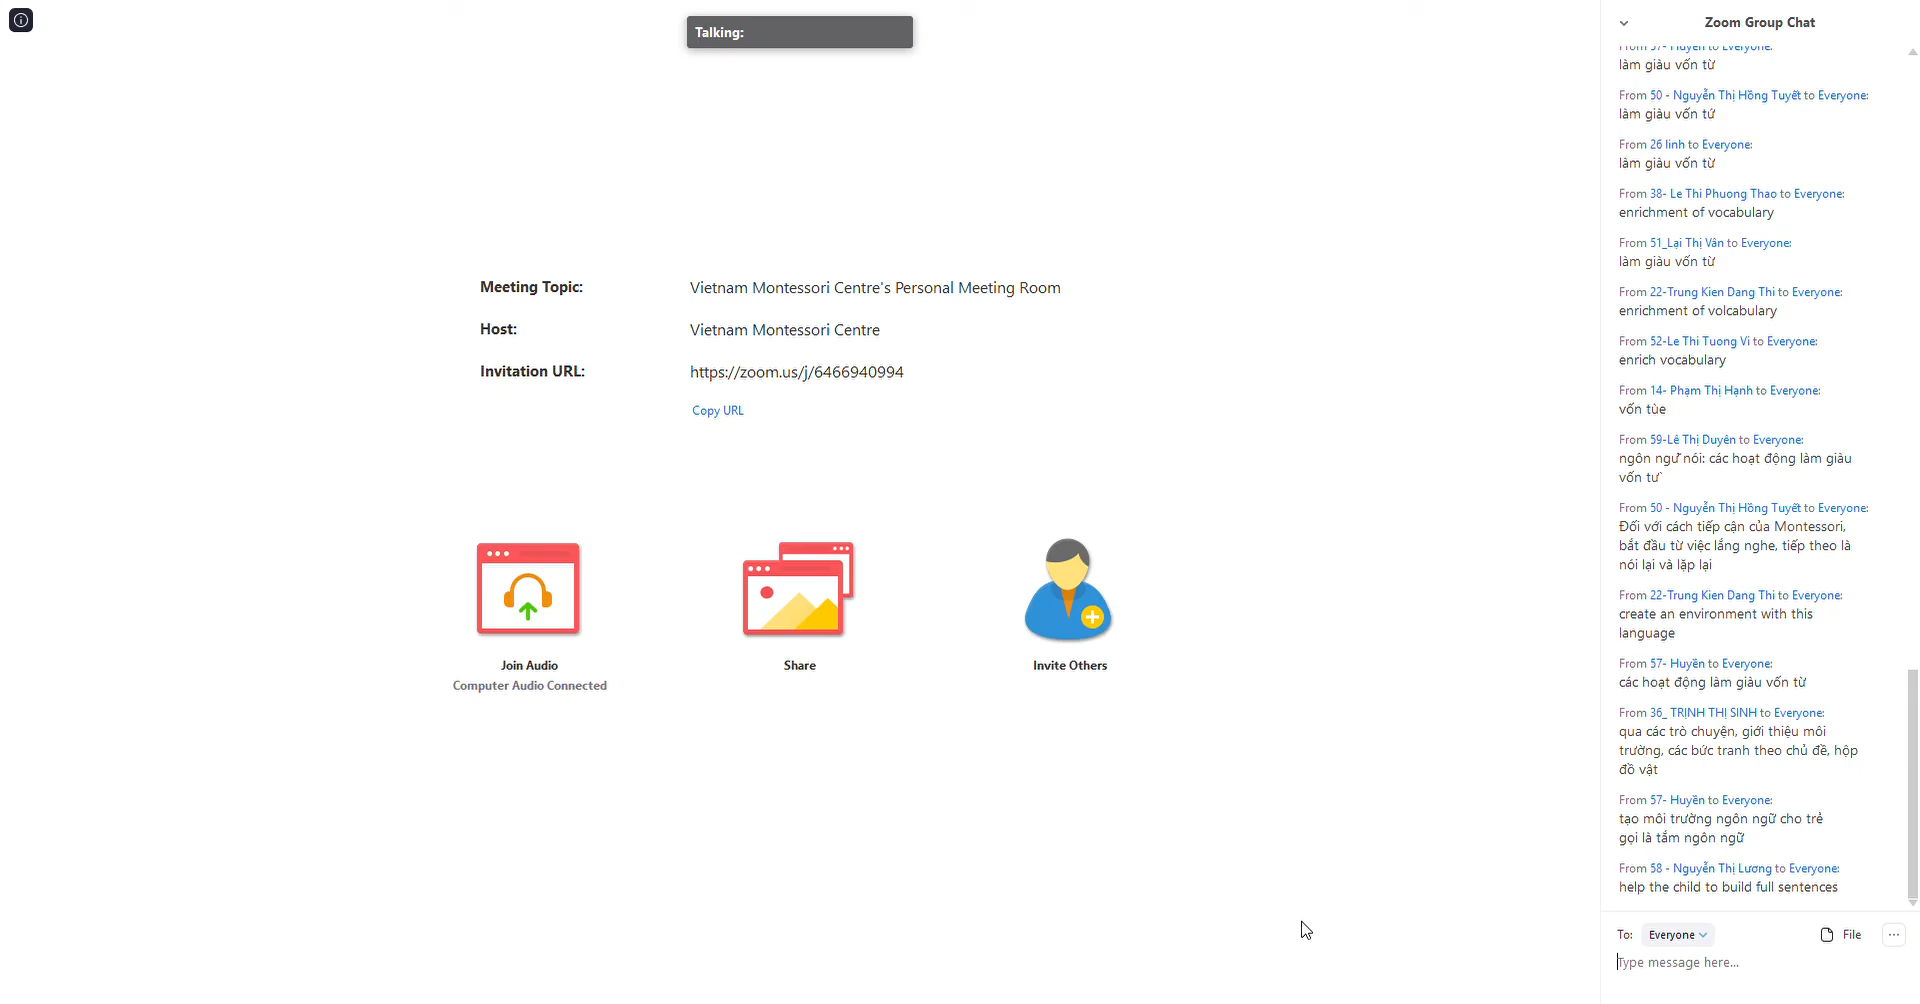 Talking:
Meeting Topic:
Vietnam Montessori Centre's Personal Meeting Room
Host:
Vietnam Montessori Centre
Invitation URL:
https://zoom.us/j/6466940994
Copy URL
Join Audio
Computer Audio Connected
Share
Invite Others
Zoom Group Chat
From 57- Huyền to Everyone:
làm giàu vốn từ
From 50 - Nguyễn Thị Hồng Tuyết to Everyone:
làm giàu vốn tứ
From 26 linh to Everyone:
làm giàu vốn từ
From 38- Le Thi Phuong Thao to Everyone:
enrichment of vocabulary
From 51_Lại Thị Vân to Everyone:
làm giàu vốn từ
From 22-Trung Kien Dang Thi to Everyone:
enrichment of volcabulary
From 52-Le Thi Tuong Vi to Everyone:
enrich vocabulary
From 14- Phạm Thị Hạnh to Everyone:
vốn tùe
From 59-Lê Thị Duyên to Everyone:
ngôn ngữ nói: các hoạt động làm giàu
vốn tư`
From 50 - Nguyễn Thị Hồng Tuyết to Everyone:
Đối với cách tiếp cận của Montessori,
bắt đầu từ việc lắng nghe, tiếp theo là
nói lại và lặp lại
From 22-Trung Kien Dang Thi to Everyone:
create an environment with this
language
From 57- Huyền to Everyone:
các hoạt động làm giàu vốn từ
From 36_ TRỊNH THỊ SINH to Everyone:
qua các trò chuyện, giới thiệu môi
trường, các bức tranh theo chủ đề, hộp
đồ vật
From 57- Huyền to Everyone:
tạo môi trường ngôn ngữ cho trẻ
gọi là tắm ngôn ngữ
From 58 - Nguyễn Thị Lương to Everyone:
help the child to build full sentences
To: Everyone
File
Type message here...